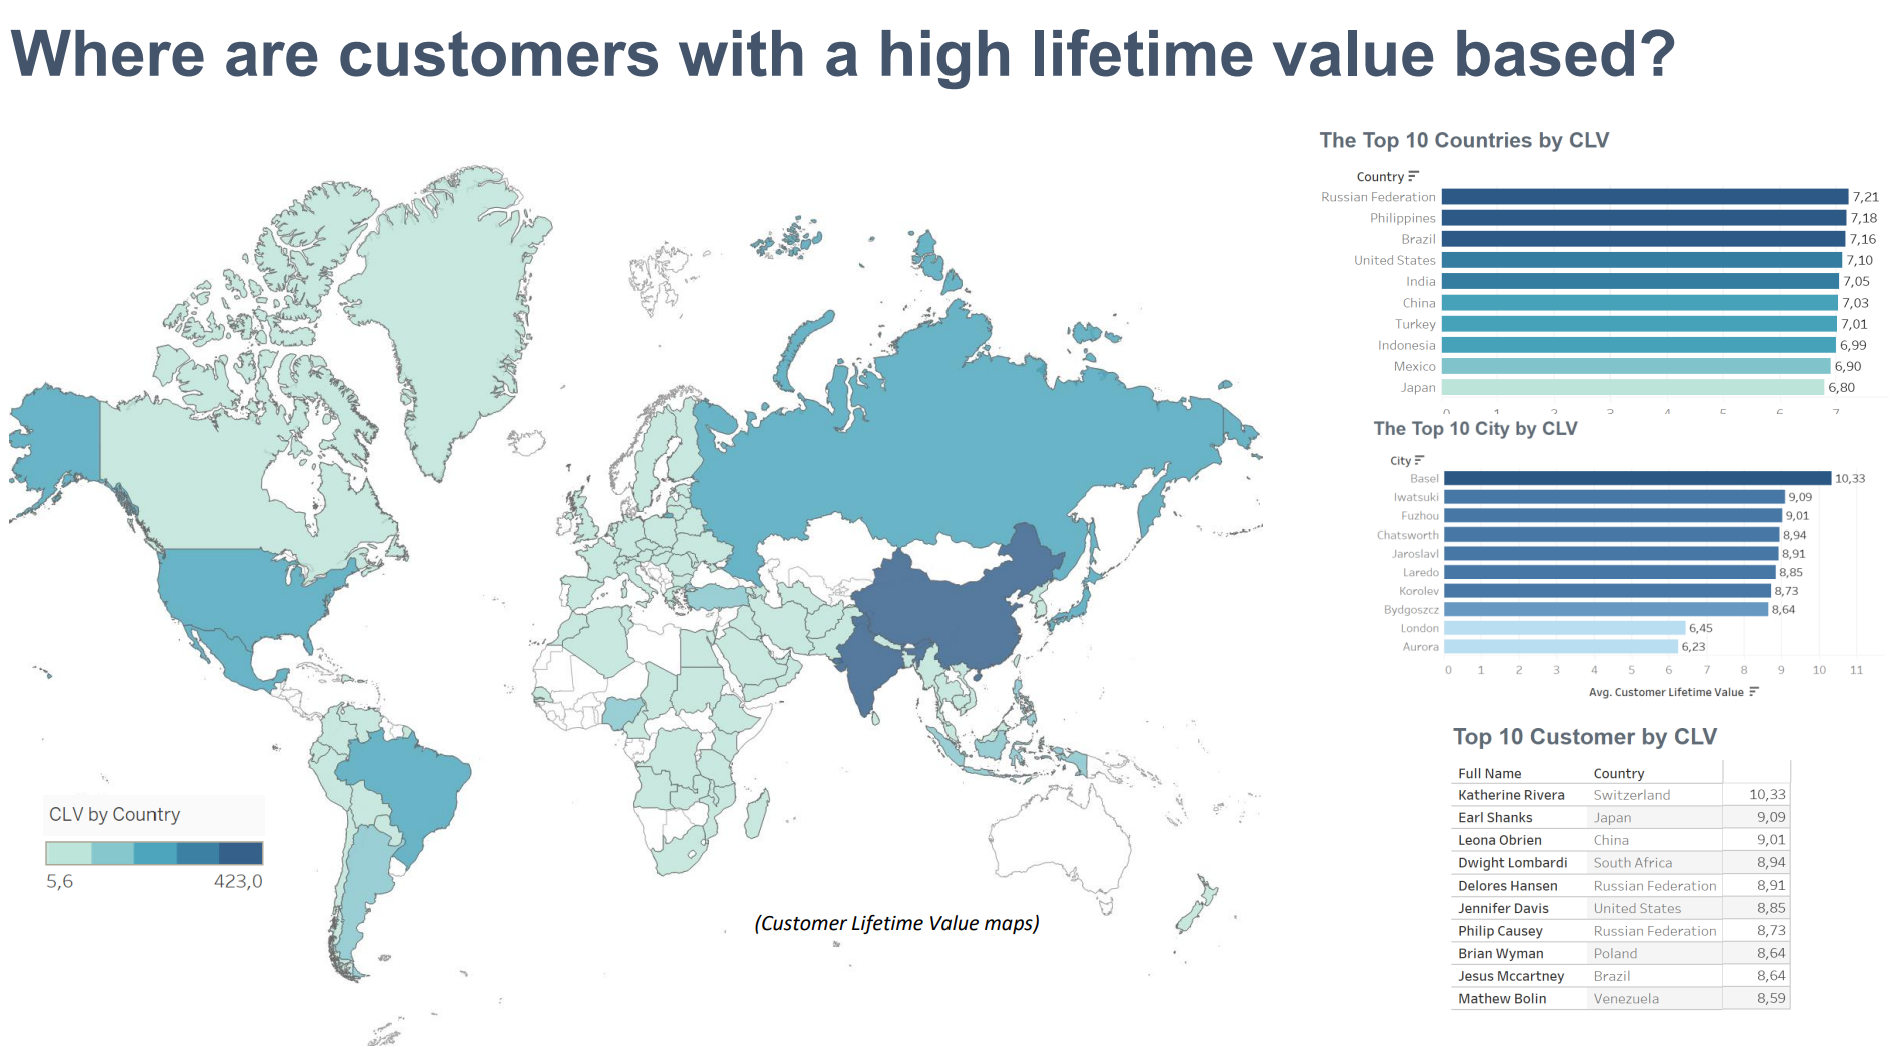 Where are customers with a high lifetime value based?
The Top 10 Countries by CLV
Country
Russian Federation 7,21
Philippines 7,18
Brazil 7,16
United States 7,10
India 7,05
China 7,03
Turkey 7,01
Indonesia 6,99
Mexico 6,90
Japan 6,80
0 1 2 3 4 5 6 7
The Top 10 City by CLV
City
Basel 10,33
Iwatsuki 9,09
Fuzhou 9,01
Chatsworth 8,94
Jaroslavl 8,91
Laredo 8,85
Korolev 8,73
Bydgoszcz 8,64
London 6,45
Aurora 6,23
0 1 2 3 4 5 6 7 8 9 10 11
Avg. Customer Lifetime Value
Top 10 Customer by CLV
Full Name Country
Katherine Rivera Switzerland 10,33
Earl Shanks Japan 9,09
Leona Obrien China 9,01
Dwight Lombardi South Africa 8,94
Delores Hansen Russian Federation 8,91
Jennifer Davis United States 8,85
Philip Causey Russian Federation 8,73
Brian Wyman Poland 8,64
Jesus Mccartney Brazil 8,64
Mathew Bolin Venezuela 8,59
CLV by Country
5,6 423,0
(Customer Lifetime Value maps)